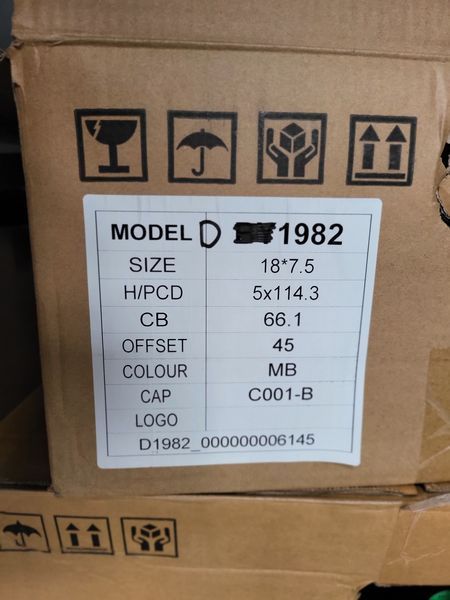 MODEL D 1982
SIZE 18*7.5
H/PCD 5x114.3
CB 66.1
OFFSET 45
COLOUR MB
CAP C001-B
LOGO
D1982_000000006145